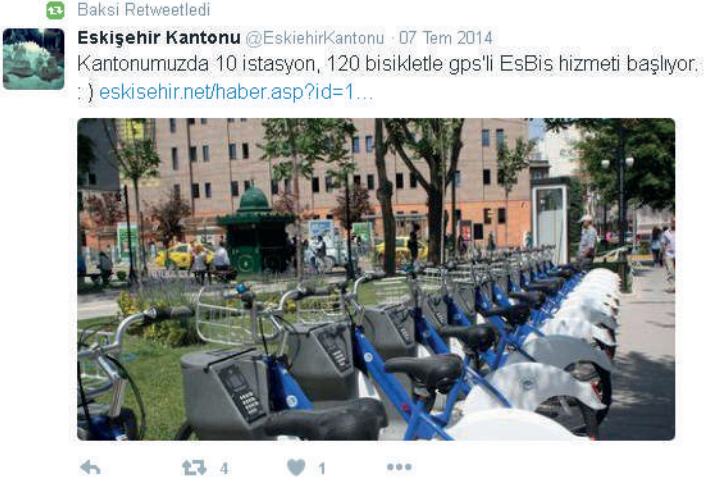 Baksi Retweetledi
Eskişehir Kantonu @EskiehirKantonu · 07 Tem 2014
Kantonumuzda 10 istasyon, 120 bisikletle gps'li EsBis hizmeti başlıyor.
: ) eskisehir.net/haber.asp?id=1…
4 1